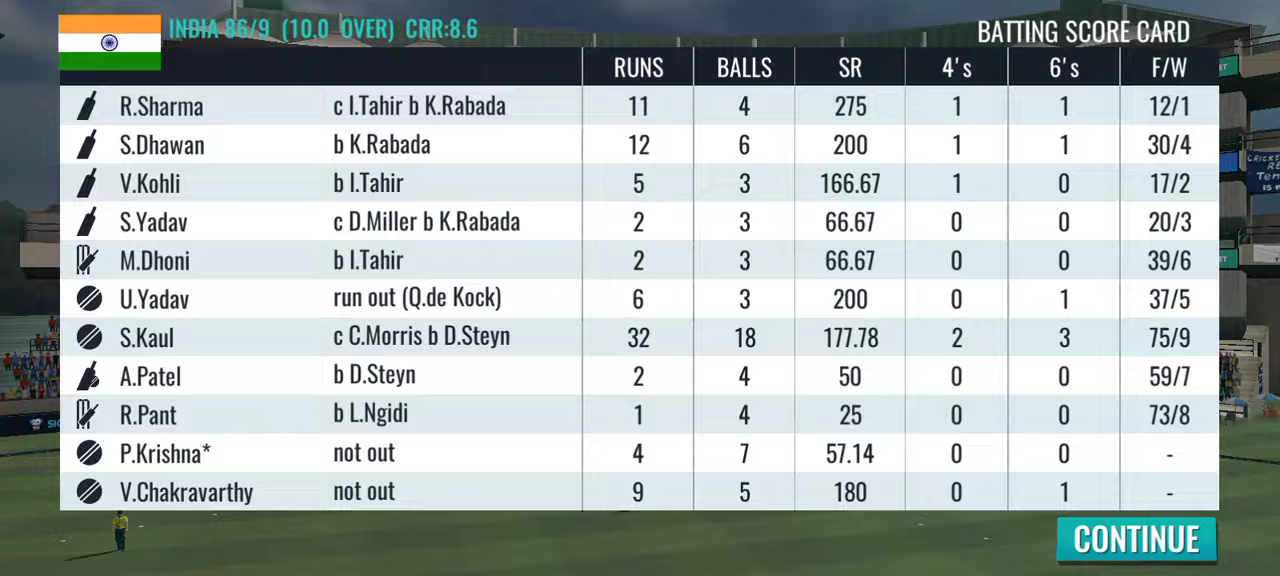 INDIA 86/9 (10.0 OVER) CRR:8.6
BATTING SCORE CARD
RUNS BALLS SR 4's 6's F/W
R.Sharma c I.Tahir b K.Rabada 11 4 275 1 1 12/1
S.Dhawan b K.Rabada 12 6 200 1 1 30/4
V.Kohli b I.Tahir 5 3 166.67 1 0 17/2
S.Yadav c D.Miller b K.Rabada 2 3 66.67 0 0 20/3
M.Dhoni b I.Tahir 2 3 66.67 0 0 39/6
U.Yadav run out (Q.de Kock) 6 3 200 0 1 37/5
S.Kaul c C.Morris b D.Steyn 32 18 177.78 2 3 75/9
A.Patel b D.Steyn 2 4 50 0 0 59/7
R.Pant b L.Ngidi 1 4 25 0 0 73/8
P.Krishna* not out 4 7 57.14 0 0 -
V.Chakravarthy not out 9 5 180 0 1 -
CONTINUE